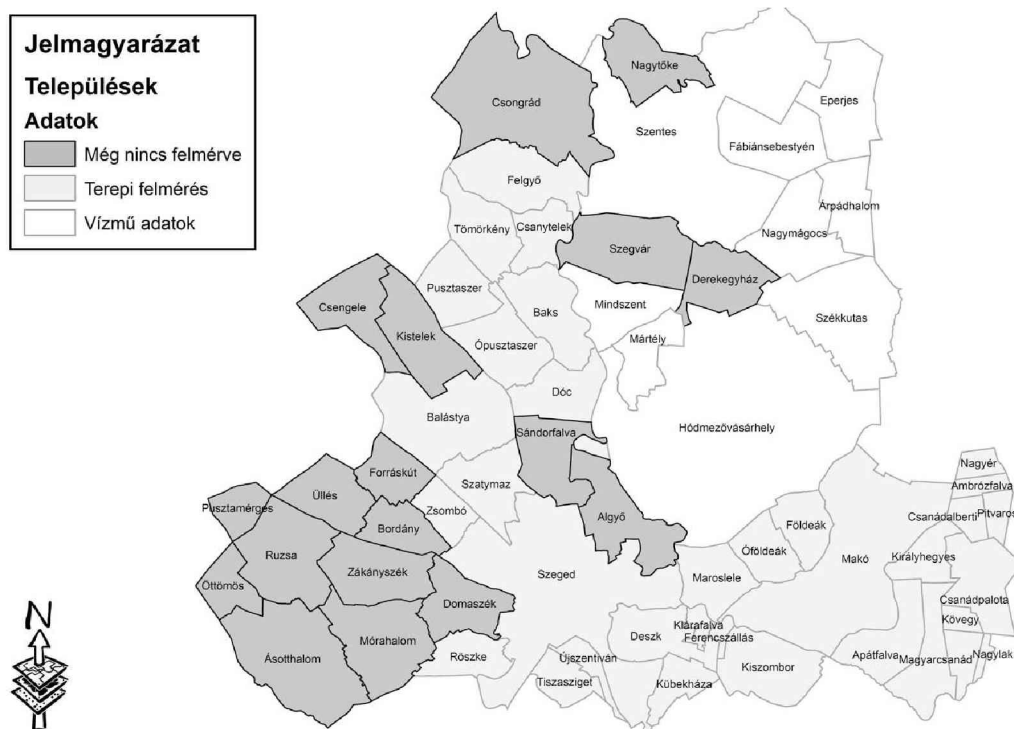 Jelmagyarázat
Települések
Adatok
Még nincs felmérve
Terepi felmérés
Vízmű adatok
Nagytőke
Csongrád
Eperjes
Szentes
Fábiánsebestyén
Felgyő
Árpádhalom
Tömörkény
Csanytelek
Nagymágocs
Szegvár
Derekegyház
Pusztaszer
Csengele
Mindszent
Baks
Székkutas
Kistelek
Mártély
Ópusztaszer
Dóc
Balástya
Sándorfalva
Hódmezővásárhely
Nagyér
Forráskút
Szatymaz
Ambrózfalva
Üllés
Pusztamérges
Zsombó
Algyő
Csanádalberti
Pitvaros
Bordány
Földeák
Óföldeák
Makó
Királyhegyes
Ruzsa
Zákányszék
Szeged
Maroslele
Öttömös
Domaszék
Csanádpalota
Klárafalva
Kövegy
Deszk
Ferencszállás
Mórahalom
Ásotthalom
Röszke
Újszentiván
Kiszombor
Apátfalva
Magyarcsanád
Nagylak
Tiszasziget
Kübekháza
N